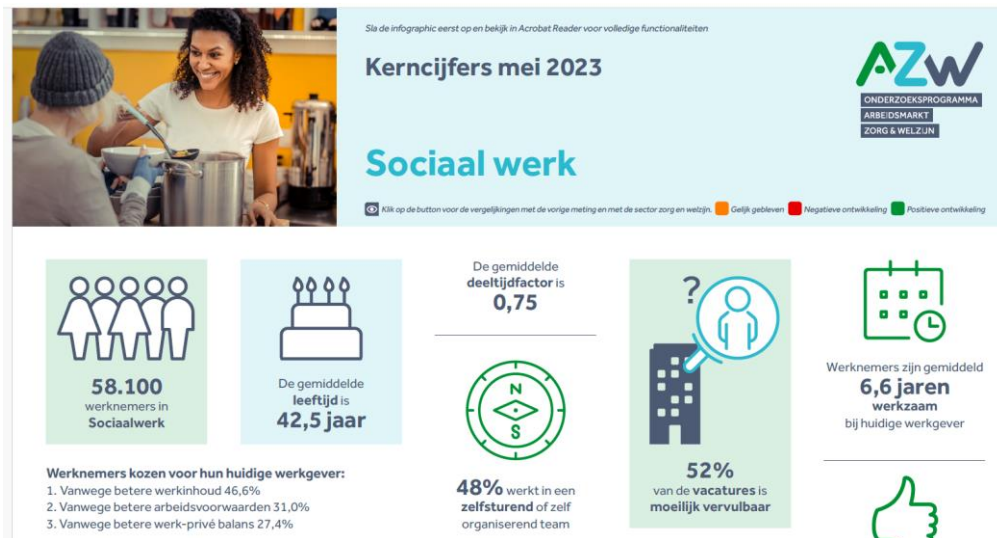 Sla de infographic eerst op en bekijk in Acrobat Reader voor volledige functionaliteiten
Kerncijfers mei 2023
AZW
ONDERZOEKSPROGRAMMA
ARBEIDSMARKT
ZORG & WELZIJN
Sociaal werk
Klik op de button voor de vergelijkingen met de vorige meting en met de sector zorg en welzijn. Gelijk gebleven Negatieve ontwikkeling Positieve ontwikkeling
58.100
werknemers in
Sociaalwerk
De gemiddelde
leeftijd is
42,5 jaar
De gemiddelde
deeltijdfactor is
0,75
N
S
48% werkt in een
zelfsturend of zelf
organiserend team
?
52%
van de vacatures is
moeilijk vervulbaar
Werknemers zijn gemiddeld
6,6 jaren
werkzaam
bij huidige werkgever
Werknemers kozen voor hun huidige werkgever:
1. Vanwege betere werkinhoud 46,6%
2. Vanwege betere arbeidsvoorwaarden 31,0%
3. Vanwege betere werk-privé balans 27,4%